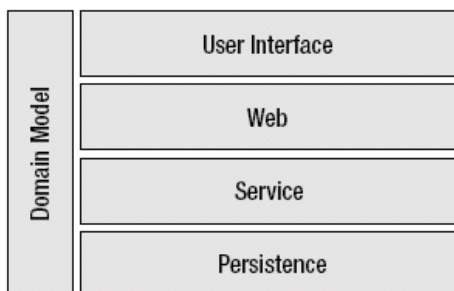 Domain Model
User Interface
Web
Service
Persistence